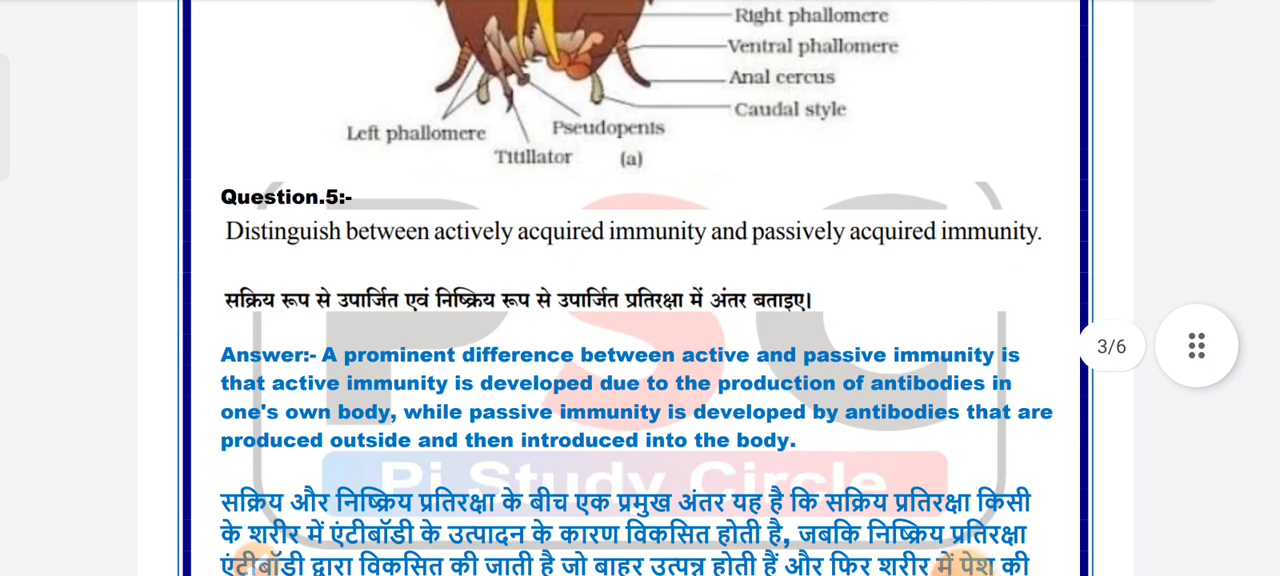 Right phallomere
Ventral phallomere
Anal cercus
Caudal style
Left phallomere
Pseudopents
Titillator
(a)
Question.5:-
Distinguish between actively acquired immunity and passively acquired immunity.
सक्रिय रूप से उपार्जित एवं निष्क्रिय रूप से उपार्जित प्रतिरक्षा में अंतर बताइए।
Answer:- A prominent difference between active and passive immunity is
that active immunity is developed due to the production of antibodies in
one's own body, while passive immunity is developed by antibodies that are
produced outside and then introduced into the body.
PSC
Pi Study Circle
सक्रिय और निष्क्रिय प्रतिरक्षा के बीच एक प्रमुख अंतर यह है कि सक्रिय प्रतिरक्षा किसी
के शरीर में एंटीबॉडी के उत्पादन के कारण विकसित होती है, जबकि निष्क्रिय प्रतिरक्षा
एंटीबॉडी द्वारा विकसित की जाती है जो बाहर उत्पन्न होती हैं और फिर शरीर में पेश की
3/6